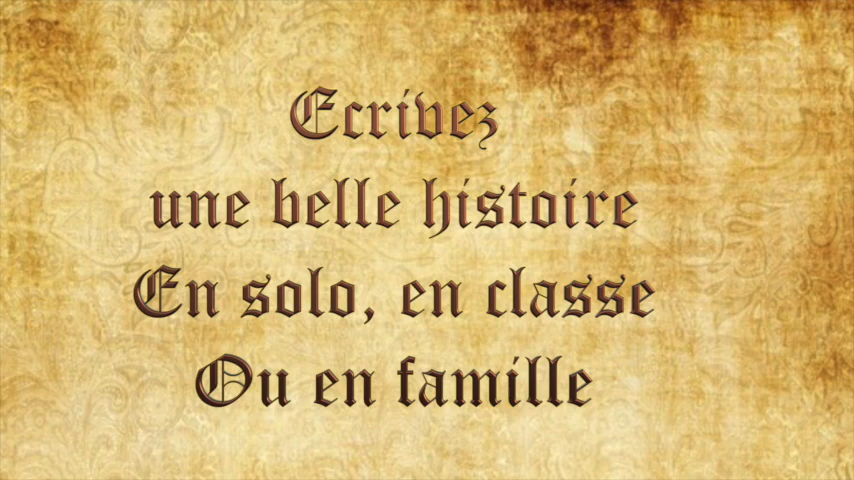 Ecrivez
une belle histoire
En solo, en classe
Ou en famille